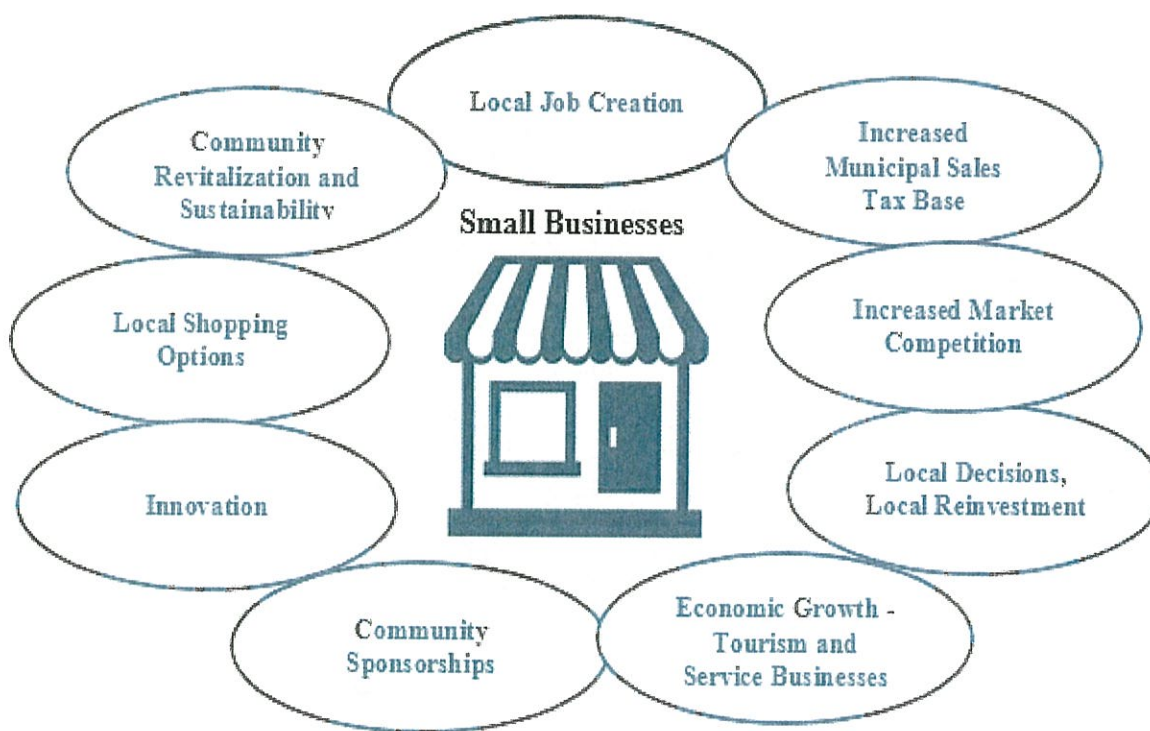 Local Job Creation
Increased
Municipal Sales
Tax Base
Increased Market
Competition
Local Decisions,
Local Reinvestment
Economic Growth -
Tourism and
Service Businesses
Community
Sponsorships
Innovation
Local Shopping
Options
Community
Revitalization and
Sustainability
Small Businesses